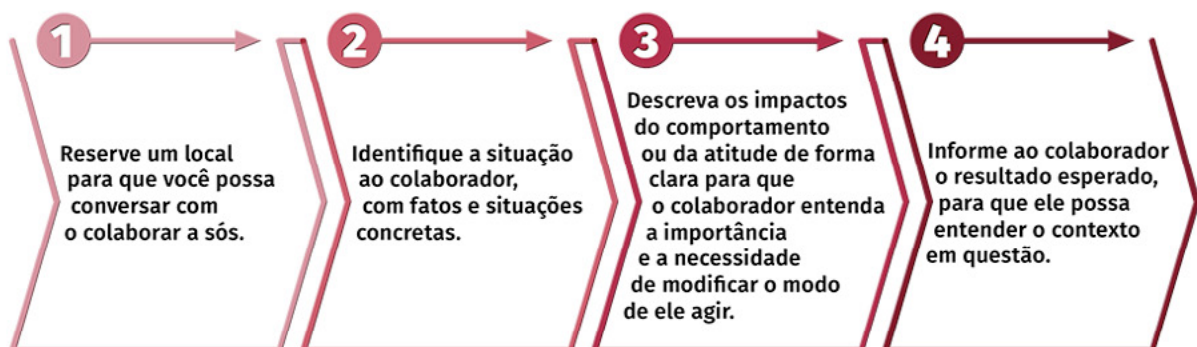 1
Reserve um local
para que você possa
conversar com
o colaborar a sós.
2
Identifique a situação
ao colaborador,
com fatos e situações
concretas.
3
Descreva os impactos
do comportamento
ou da atitude de forma
clara para que
o colaborador entenda
a importância
e a necessidade
de modificar o modo
de ele agir.
4
Informe ao colaborador
o resultado esperado,
para que ele possa
entender o contexto
em questão.